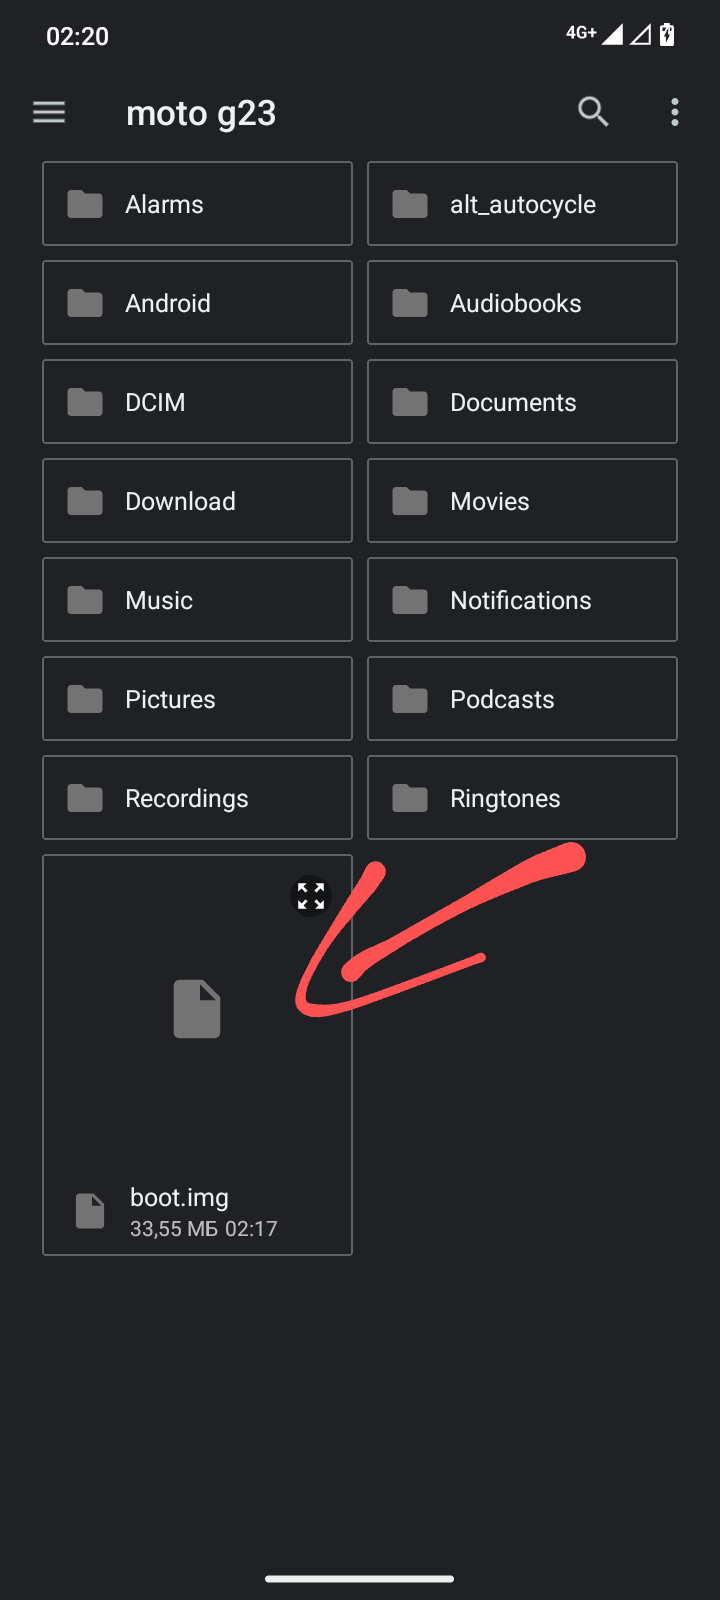 02:20
4G+
moto g23
Alarms
alt_autocycle
Android
Audiobooks
DCIM
Documents
Download
Movies
Music
Notifications
Pictures
Podcasts
Recordings
Ringtones
boot.img
33,55 МБ 02:17